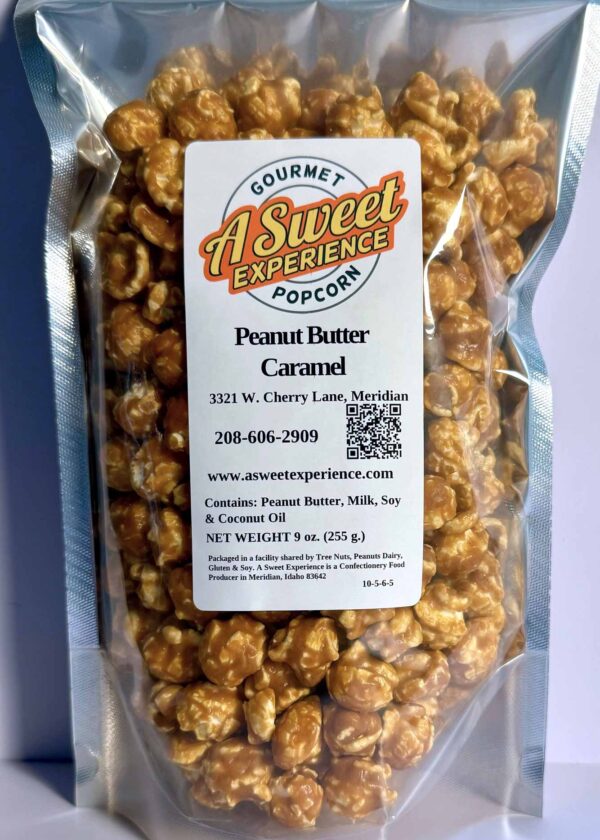 GOURMET
A Sweet
EXPERIENCE
POPCORN
Peanut Butter
Caramel
3321 W. Cherry Lane, Meridian
208-606-2909
www.asweetexperience.com
Contains: Peanut Butter, Milk, Soy
& Coconut Oil
NET WEIGHT 9 oz. (255 g.)
Packaged in a facility shared by Tree Nuts, Peanuts Dairy,
Gluten & Soy. A Sweet Experience is a Confectionery Food
Producer in Meridian, Idaho 83642
10-5-6-5